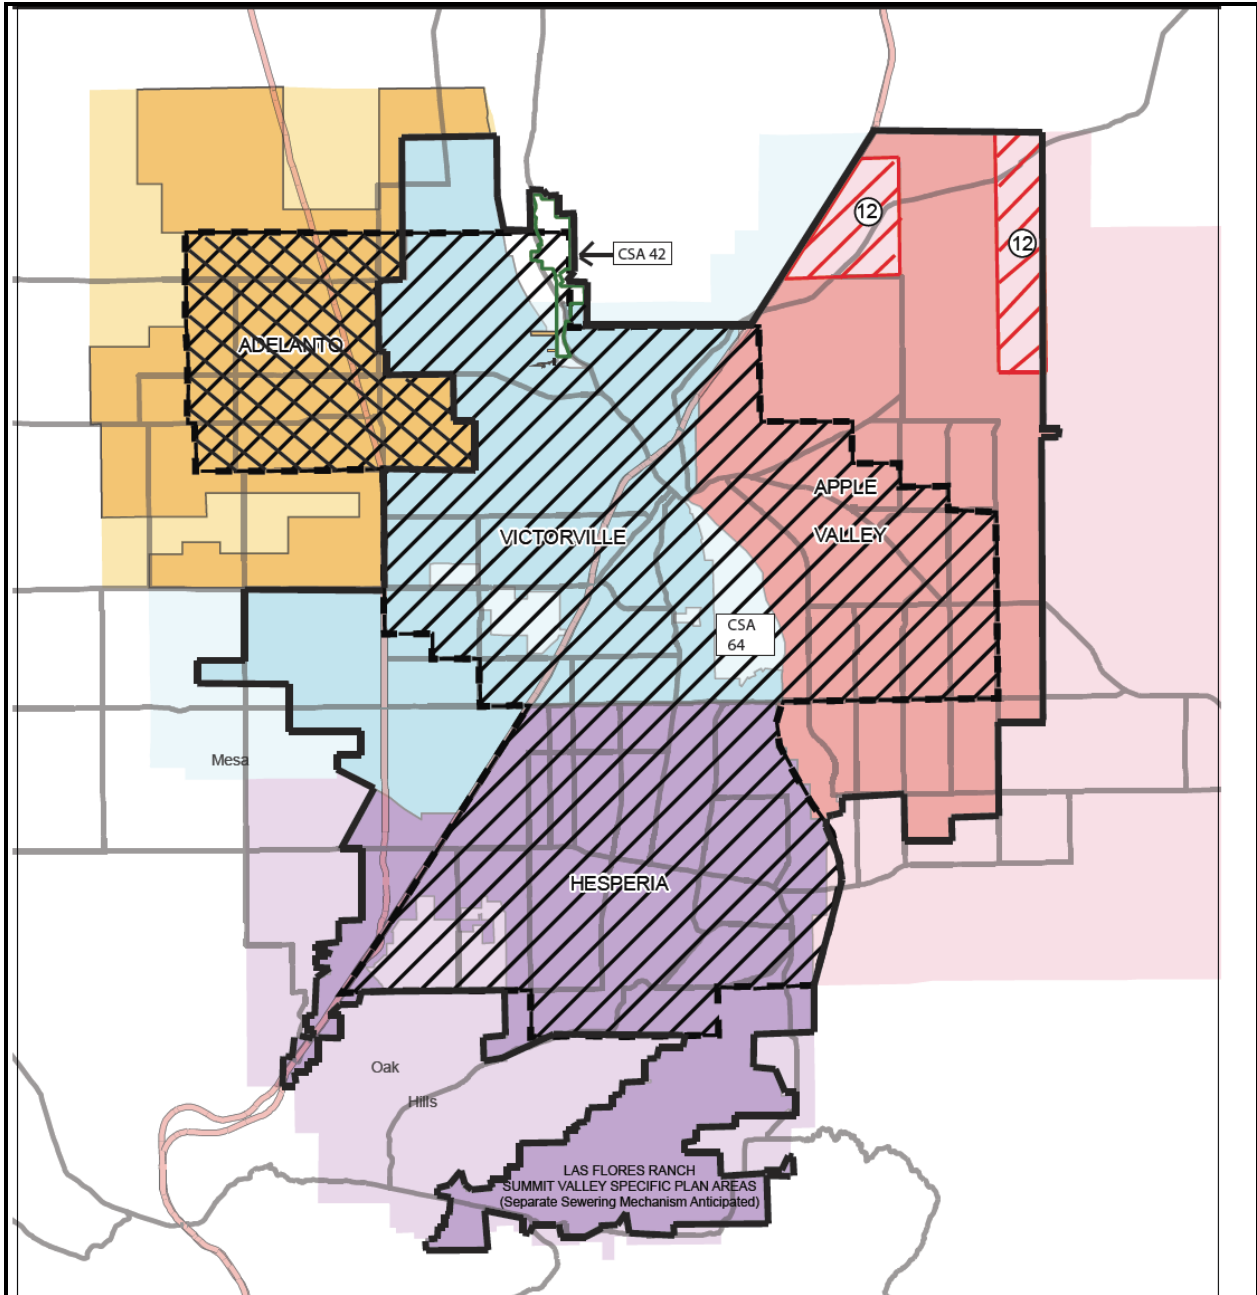 12
12
CSA 42
ADELANTO
APPLE
VALLEY
VICTORVILLE
CSA
64
Mesa
HESPERIA
Oak
Hills
LAS FLORES RANCH
SUMMIT VALLEY SPECIFIC PLAN AREAS
(Separate Sewering Mechanism Anticipated)